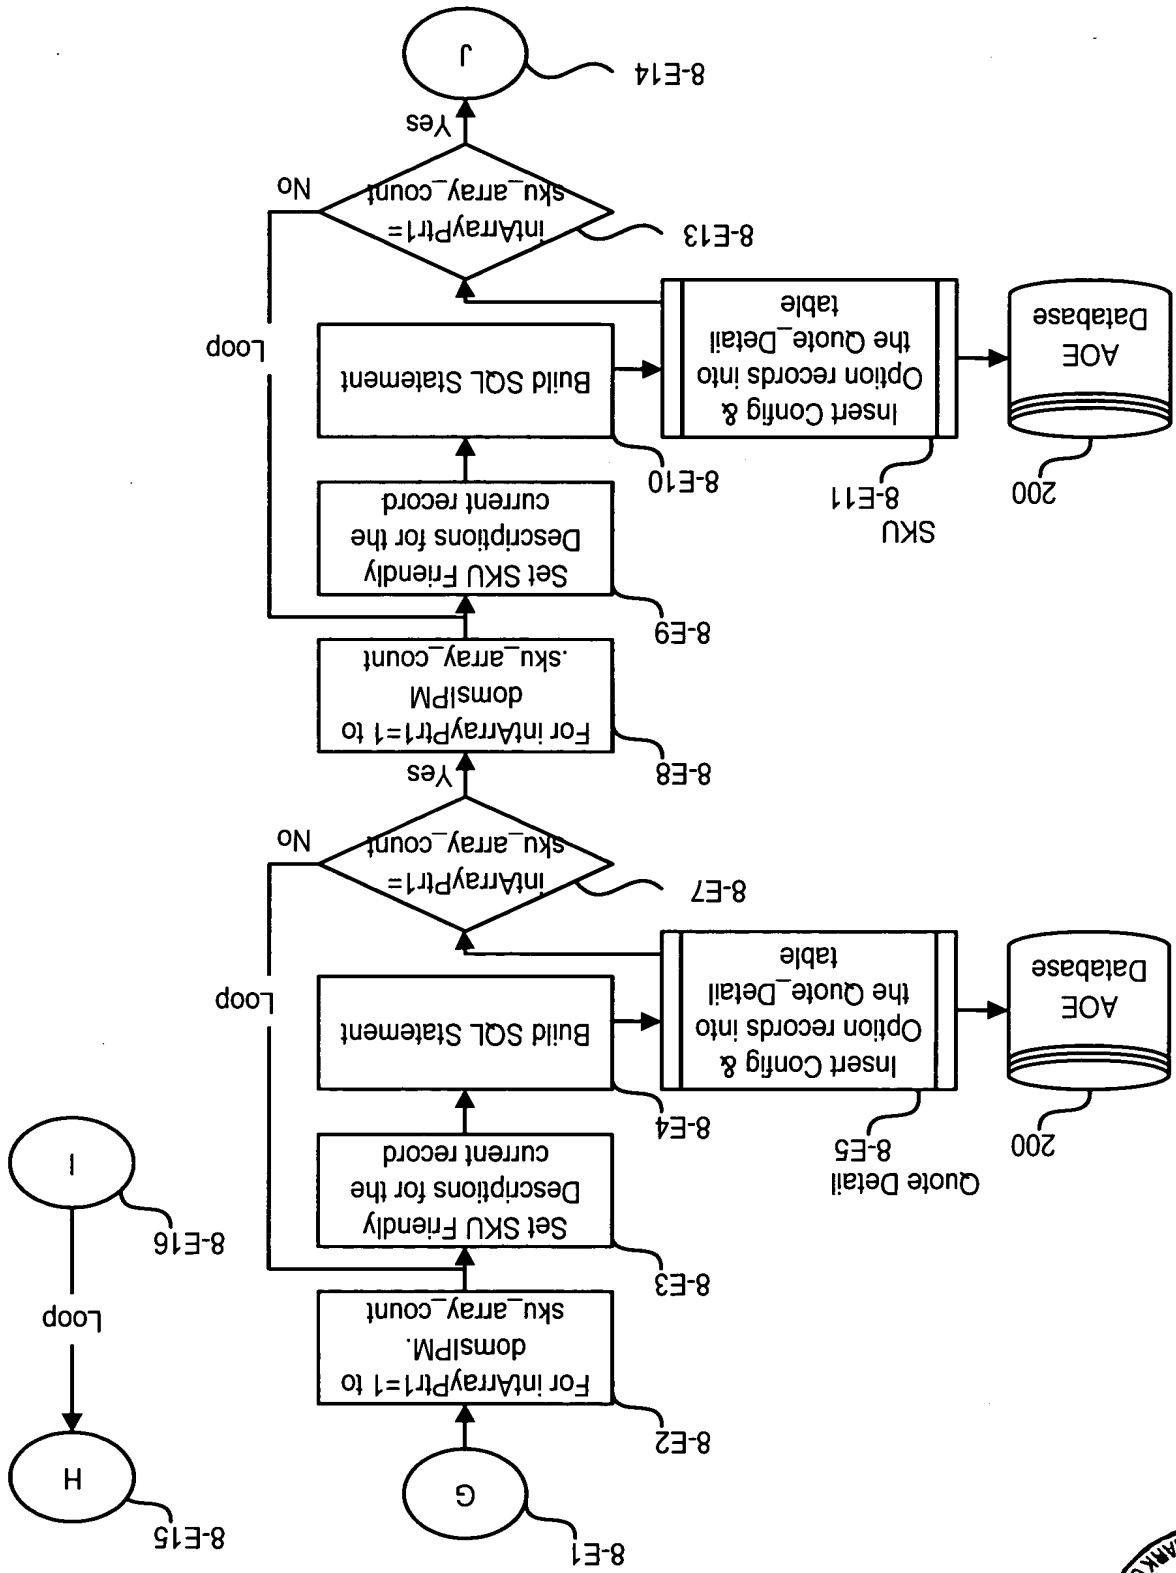 8-E1
G
8-E2
For intArrayPtr1=1 to
domsIPM.
sku_array_count
8-E3
Set SKU Friendly
Descriptions for the
current record
8-E4
Build SQL Statement
Quote Detail
8-E5
Insert Config &
Option records into
the Quote_Detail
table
200
AOE
Database
8-E7
intArrayPtr1=
sku_array_count
No
Loop
Yes
8-E8
For intArrayPtr1=1 to
domsIPM
.sku_array_count
8-E9
Set SKU Friendly
Descriptions for the
current record
8-E10
Build SQL Statement
SKU
8-E11
Insert Config &
Option records into
the Quote_Detail
table
200
AOE
Database
8-E13
intArrayPtr1=
sku_array_count
No
Loop
Yes
8-E14
J
8-E15
H
Loop
8-E16
I